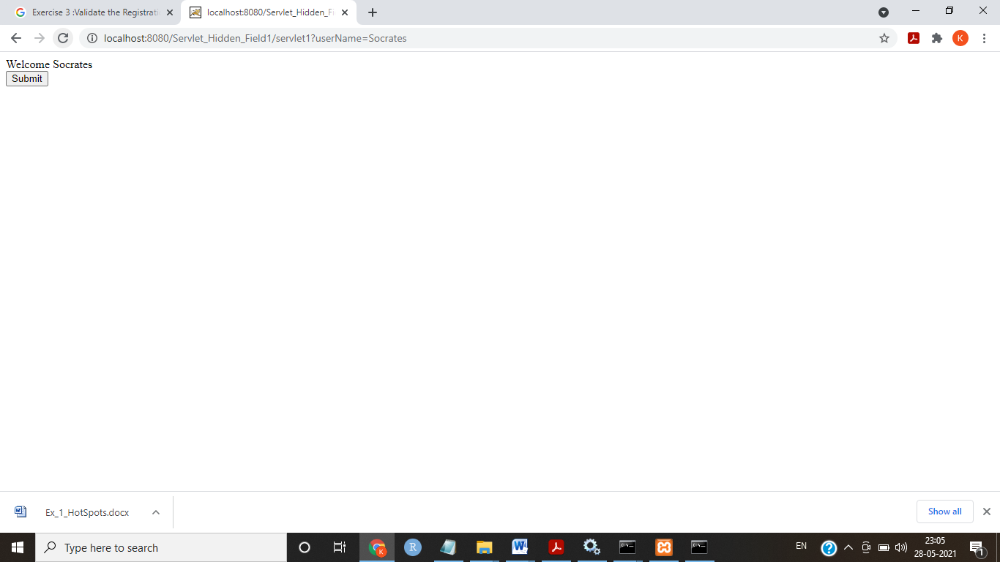 Exercise 3 :Validate the Registrati
localhost:8080/Servlet_Hidden_Fi
localhost:8080/Servlet_Hidden_Field1/servlet1?userName=Socrates
K
Welcome Socrates
Submit
Ex_1_HotSpots.docx
Show all
Type here to search
K
R
W
EN
23:05
28-05-2021
1